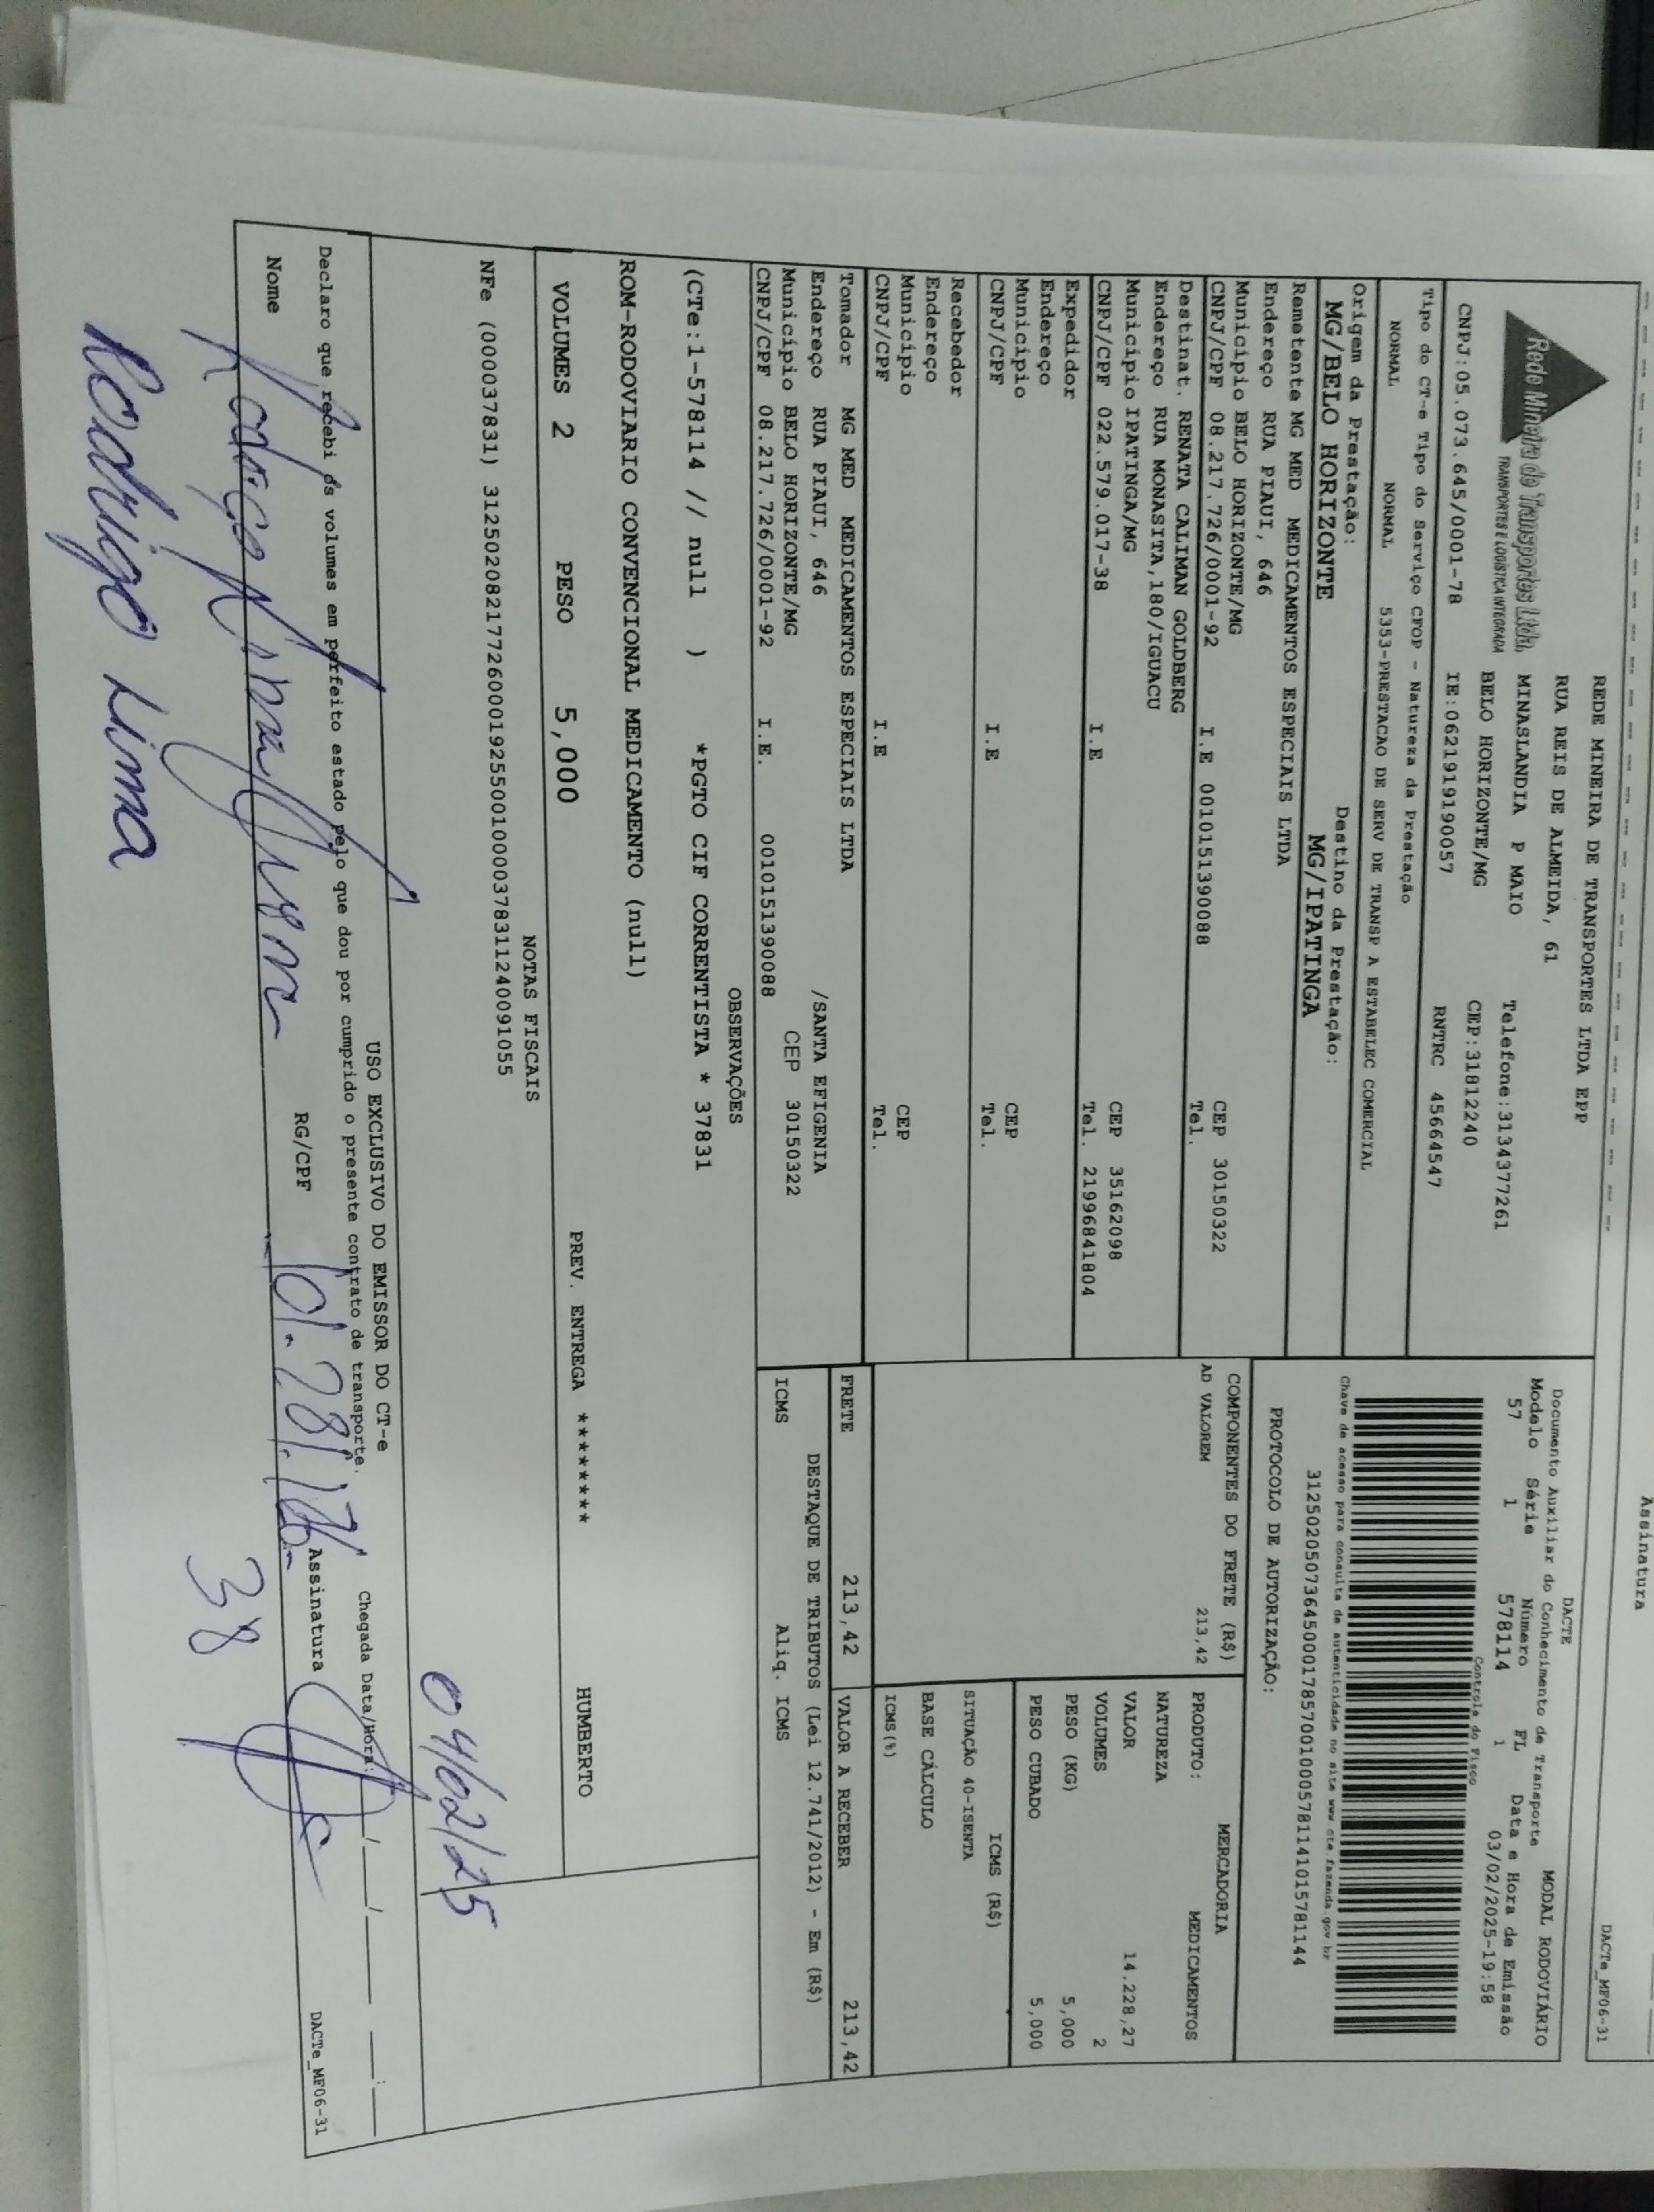 Assinatura
DACTe_MF06-31
Rede Mineira de Transportes Ltda.
TRANSPORTES E LOGÍSTICA INTEGRADA
REDE MINEIRA DE TRANSPORTES LTDA EPP
RUA REIS DE ALMEIDA, 61
MINASLANDIA P MAIO Telefone:3134377261
BELO HORIZONTE/MG CEP:31812240
CNPJ:05.073.645/0001-78 IE:0621919190057 RNTRC 45664547
Tipo do CT-e Tipo do Serviço CFOP - Natureza da Prestação
NORMAL NORMAL 5353-PRESTACAO DE SERV DE TRANSP A ESTABELEC COMERCIAL
DACTE
Documento Auxiliar do Conhecimento de Transporte MODAL RODOVIÁRIO
Modelo Série Número FL Data e Hora de Emissão
57 1 578114 1 03/02/2025-19:58
Controle do Fisco
Chave de acesso para consulta de autenticidade no site www.cte.fazenda.gov.br
31250205073645000178570010005781141015781144
PROTOCOLO DE AUTORIZAÇÃO:
Origem da Prestação: Destino da Prestação:
MG/BELO HORIZONTE MG/IPATINGA
Remetente MG MED MEDICAMENTOS ESPECIAIS LTDA
Endereço RUA PIAUI, 646
Município BELO HORIZONTE/MG CEP 30150322
CNPJ/CPF 08.217.726/0001-92 I.E 0010151390088 Tel.
Destinat. RENATA CALIMAN GOLDBERG
Endereço RUA MONASITA,180/IGUACU
Município IPATINGA/MG CEP 35162098
CNPJ/CPF 022.579.017-38 I.E Tel. 21996841804
Expedidor
Endereço
Município CEP
CNPJ/CPF I.E Tel.
Recebedor
Endereço
Município CEP
CNPJ/CPF I.E Tel.
Tomador MG MED MEDICAMENTOS ESPECIAIS LTDA
Endereço RUA PIAUI, 646 /SANTA EFIGENIA
Município BELO HORIZONTE/MG CEP 30150322
CNPJ/CPF 08.217.726/0001-92 I.E. 0010151390088
COMPONENTES DO FRETE (R$)
AD VALOREM 213,42
MERCADORIA
PRODUTO: MEDICAMENTOS
NATUREZA
VALOR 14.228,27
VOLUMES 2
PESO (KG) 5,000
PESO CUBADO 5,000
ICMS (R$)
SITUAÇÃO 40-ISENTA
BASE CÁLCULO
ICMS(%)
FRETE 213,42 VALOR A RECEBER 213,42
DESTAQUE DE TRIBUTOS (Lei 12.741/2012) - Em (R$)
ICMS Aliq. ICMS
OBSERVAÇÕES
(CTe:1-578114 // null ) *PGTO CIF CORRENTISTA * 37831
ROM-RODOVIARIO CONVENCIONAL MEDICAMENTO (null)
VOLUMES 2 PESO 5,000 PREV. ENTREGA ******** HUMBERTO
NOTAS FISCAIS
NFe (000037831) 31250208217726000192550010000378311240091055
04/02/25
USO EXCLUSIVO DO EMISSOR DO CT-e
Declaro que recebi os volumes em perfeito estado pelo que dou por cumprido o presente contrato de transporte. Chegada Data/Hora: / / :
Nome RG/CPF Assinatura
38
DACTe_MF06-31
Rodrigo Lima